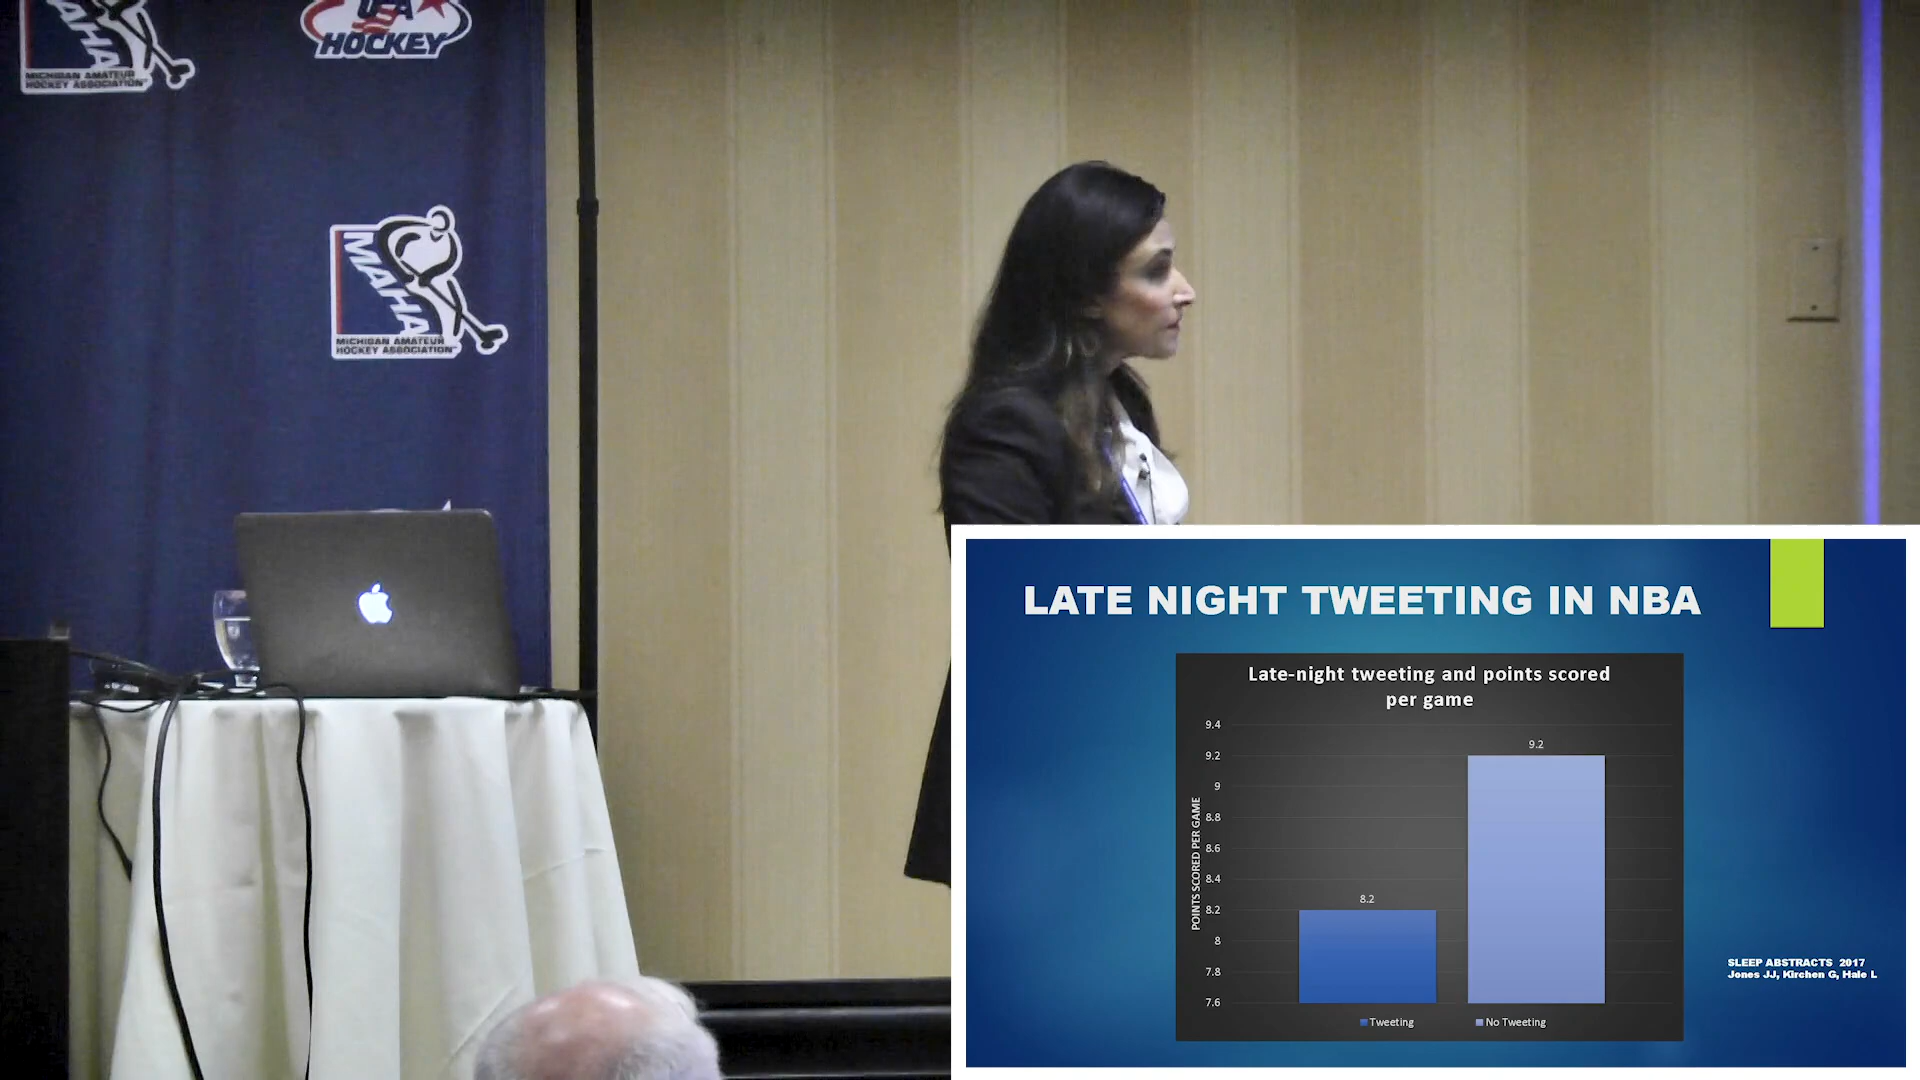 MAHA
MICHIGAN AMATEUR
HOCKEY ASSOCIATION
USA
HOCKEY
MAHA
MICHIGAN AMATEUR
HOCKEY ASSOCIATION
LATE NIGHT TWEETING IN NBA
Late-night tweeting and points scored
per game
POINTS SCORED PER GAME
9.4
9.2
9
8.8
8.6
8.4
8.2
8
7.8
7.6
8.2
9.2
Tweeting
No Tweeting
SLEEP ABSTRACTS 2017
Jones JJ, Kirchen G, Hale L